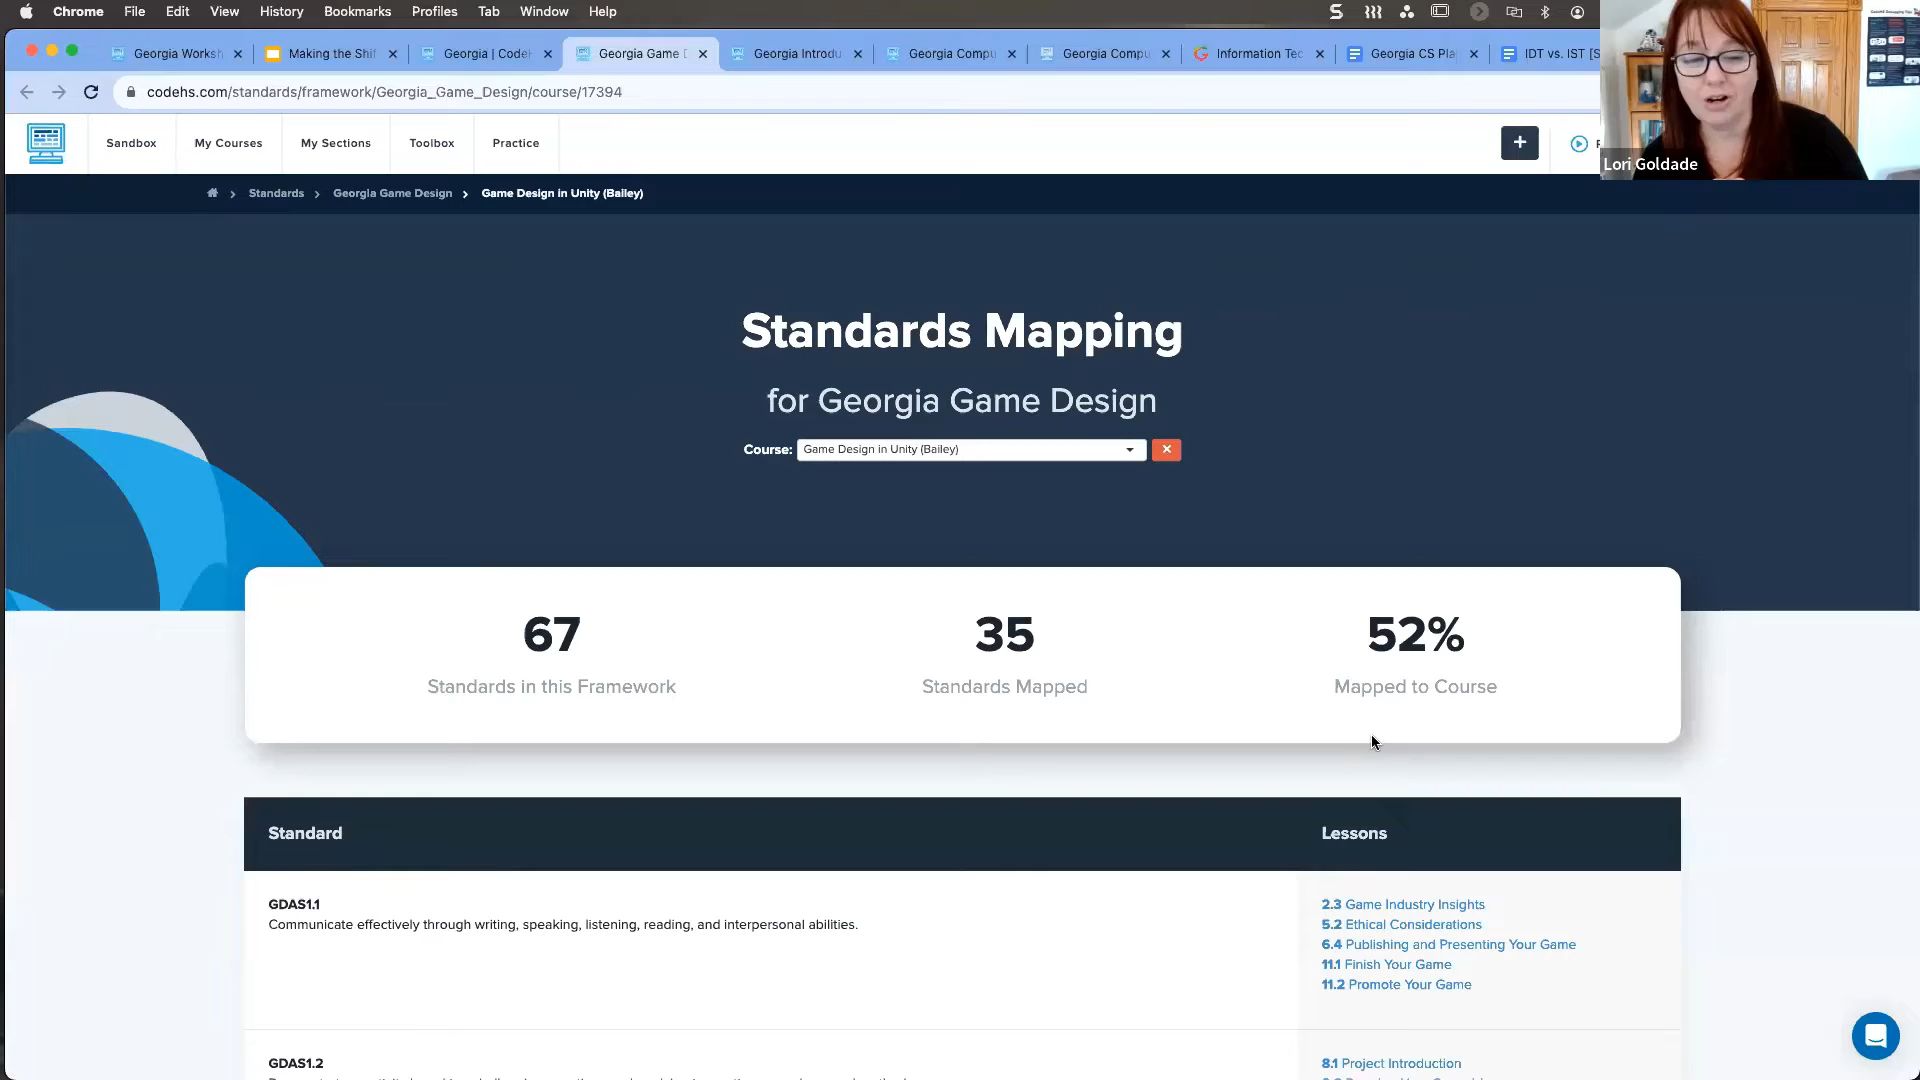 Chrome File Edit View History Bookmarks Profiles Tab Window Help
Georgia Worksh Making the Shif Georgia | CodeH Georgia Game D Georgia Introdu Georgia Compu Georgia Compu Information Tec Georgia CS Pla IDT vs. IST [S
codehs.com/standards/framework/Georgia_Game_Design/course/17394
Sandbox My Courses My Sections Toolbox Practice
Lori Goldade
Standards Georgia Game Design Game Design in Unity (Bailey)
Standards Mapping
for Georgia Game Design
Course: Game Design in Unity (Bailey)
67 35 52%
Standards in this Framework Standards Mapped Mapped to Course
Standard Lessons
GDAS1.1
Communicate effectively through writing, speaking, listening, reading, and interpersonal abilities.
2.3 Game Industry Insights
5.2 Ethical Considerations
6.4 Publishing and Presenting Your Game
11.1 Finish Your Game
11.2 Promote Your Game
GDAS1.2
8.1 Project Introduction